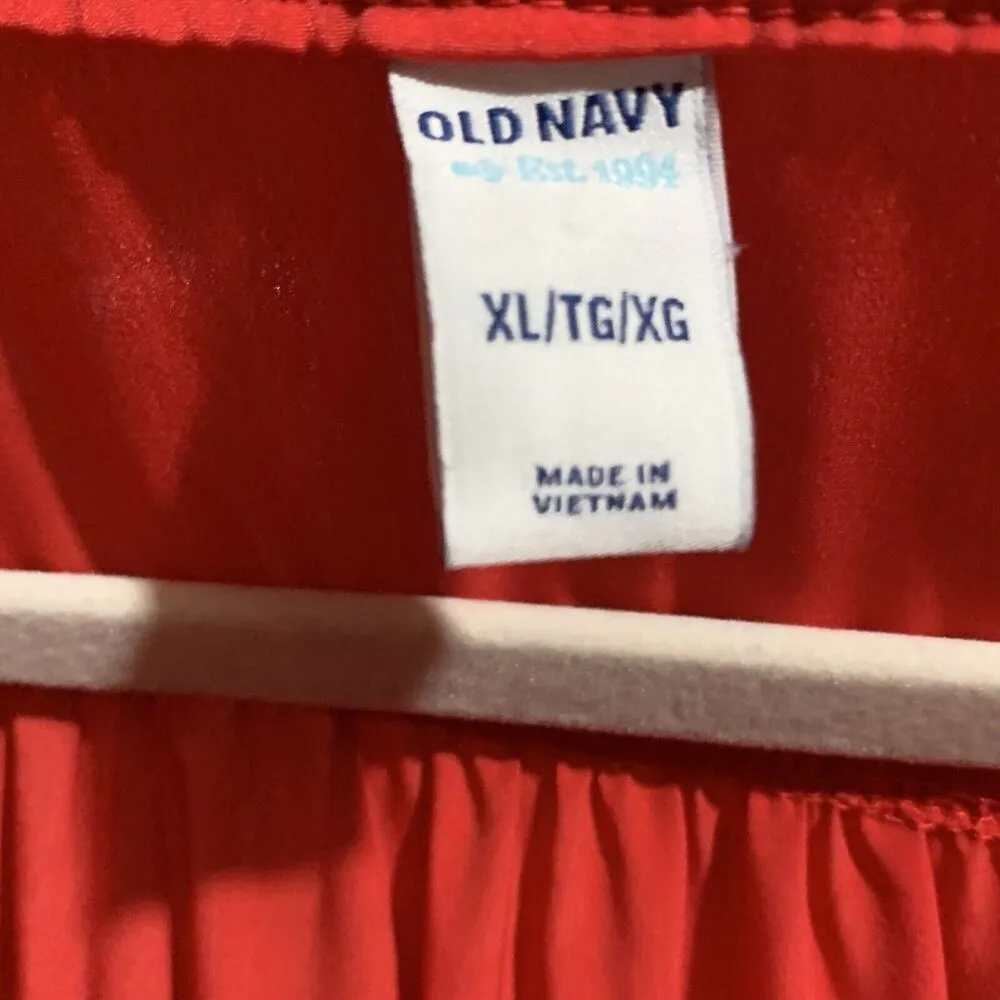 OLD NAVY
Est. 1994
XL/TG/XG
MADE IN
VIETNAM